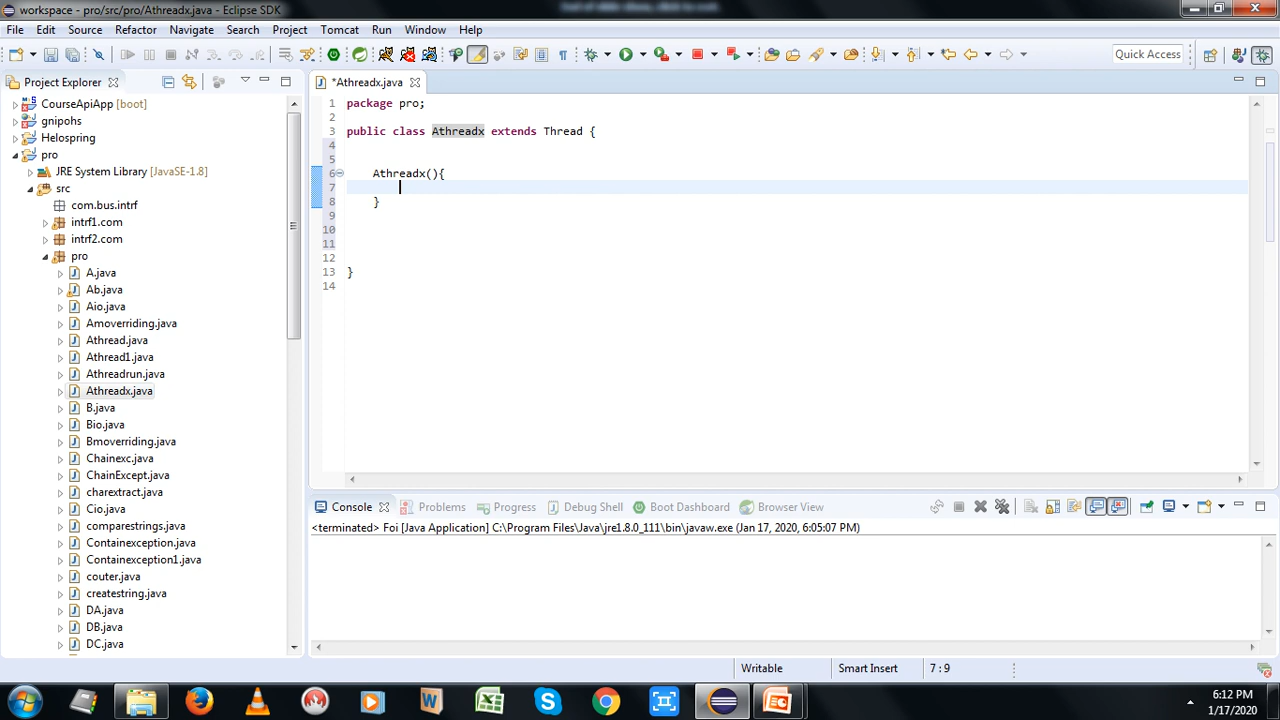 workspace - pro/src/pro/Athreadx.java - Eclipse SDK
End of slide show, click to exit.
File Edit Source Refactor Navigate Search Project Tomcat Run Window Help
Quick Access
Project Explorer
*Athreadx.java
CourseApiApp [boot]
gnipohs
Helospring
pro
JRE System Library [JavaSE-1.8]
src
com.bus.intrf
intrf1.com
intrf2.com
pro
A.java
Ab.java
Aio.java
Amoverriding.java
Athread.java
Athread1.java
Athreadrun.java
Athreadx.java
B.java
Bio.java
Bmoverriding.java
Chainexc.java
ChainExcept.java
charextract.java
Cio.java
comparestrings.java
Containexception.java
Containexception1.java
couter.java
createstring.java
DA.java
DB.java
DC.java
1 package pro;
2
3 public class Athreadx extends Thread {
4
5
6 Athreadx(){
7
8 }
9
10
11
12
13 }
14
Console Problems Progress Debug Shell Boot Dashboard Browser View
<terminated> Foi [Java Application] C:\Program Files\Java\jre1.8.0_111\bin\javaw.exe (Jan 17, 2020, 6:05:07 PM)
Writable Smart Insert 7 : 9
6:12 PM
1/17/2020